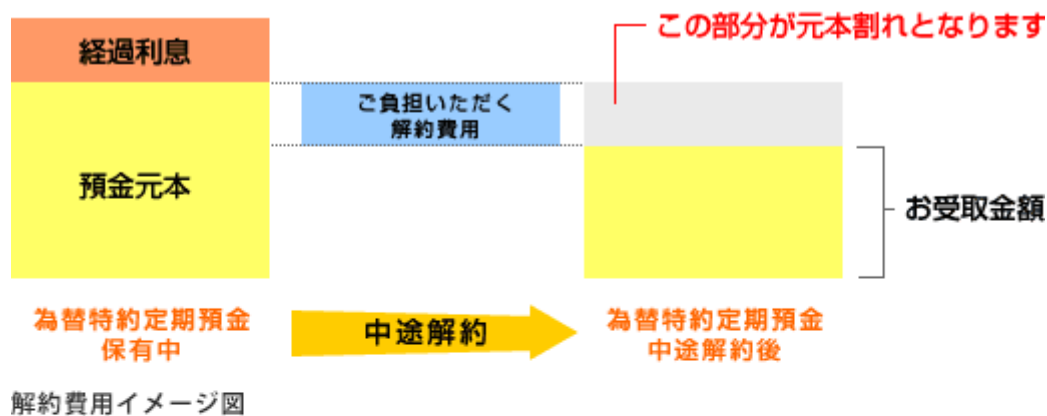 この部分が元本割れとなります
経過利息
ご負担いただく
解約費用
預金元本
お受取金額
為替特約定期預金
保有中
中途解約
為替特約定期預金
中途解約後
解約費用イメージ図